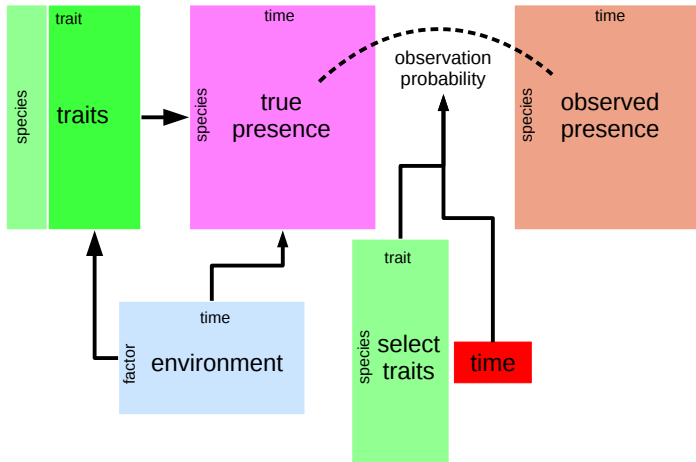 trait
species
traits
time
species
true
presence
observation
probability
time
species
observed
presence
time
factor
environment
trait
species
select
traits
time